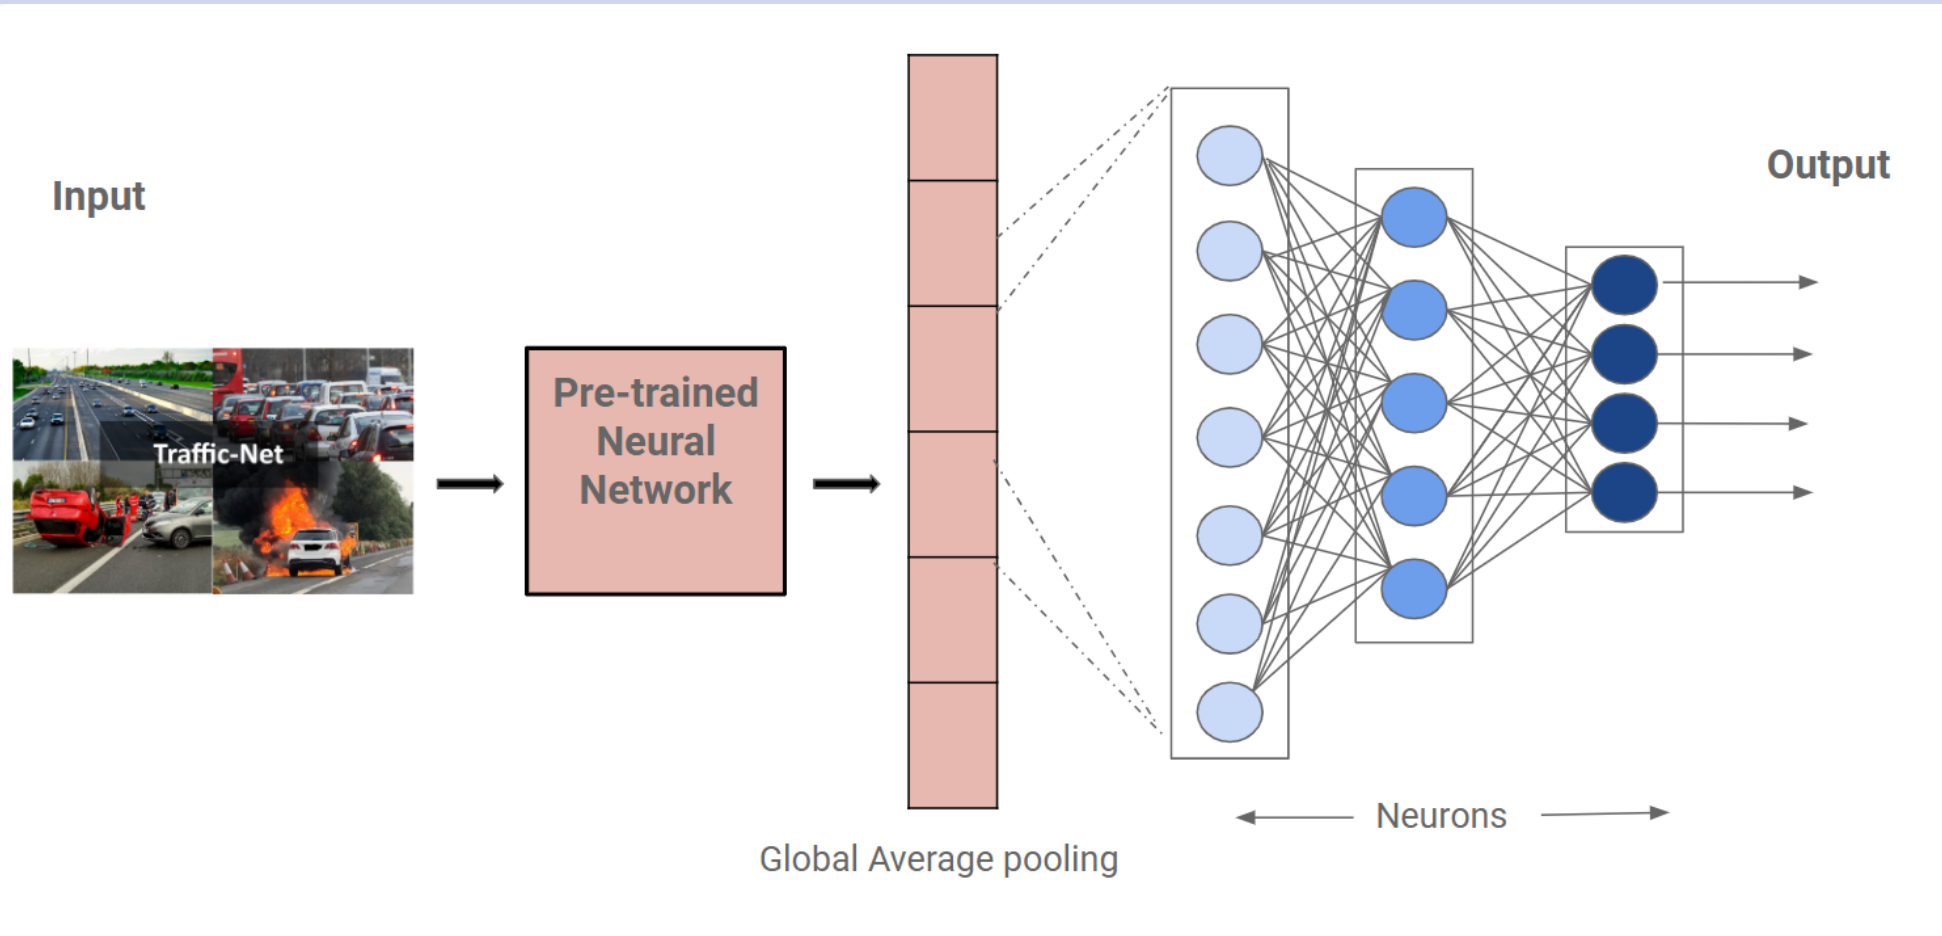 Input
Traffic-Net
Pre-trained
Neural
Network
Global Average pooling
Neurons
Output